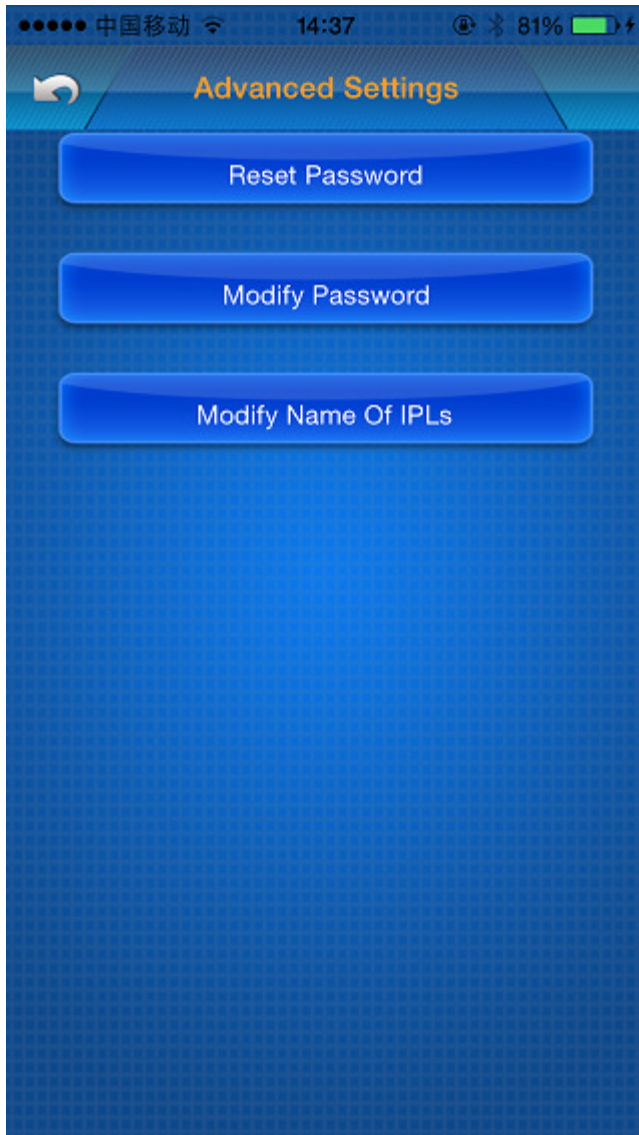 中国移动 14:37 81%
Advanced Settings
Reset Password
Modify Password
Modify Name Of IPLs